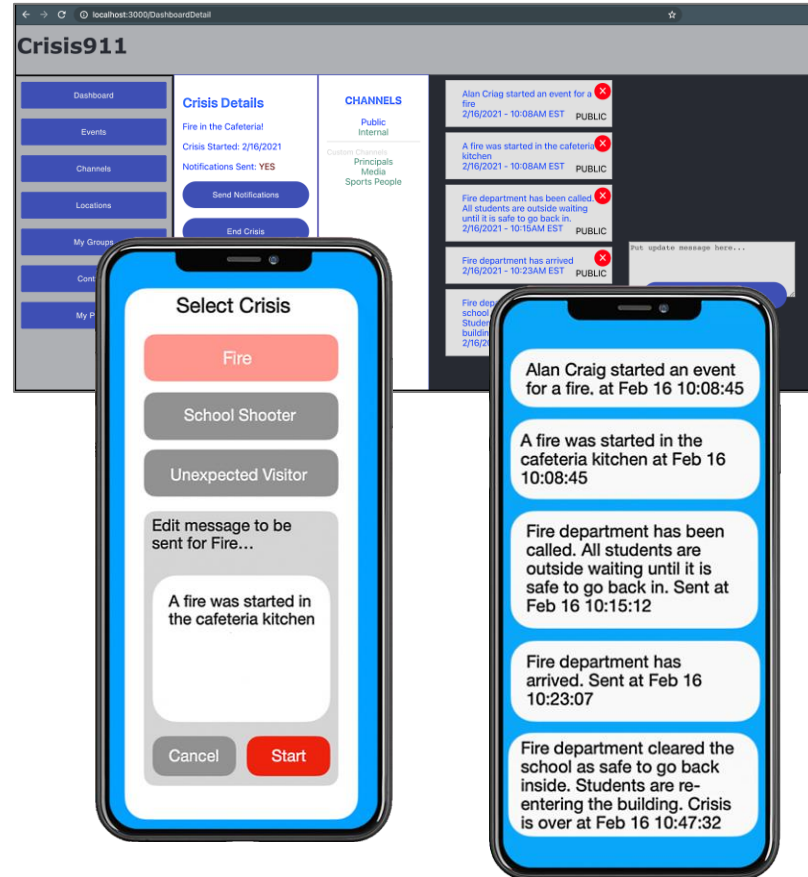 localhost:3000/DashboardDetail
Crisis911
Dashboard
Events
Channels
Locations
My Groups
Crisis Details
Fire in the Cafeteria!
Crisis Started: 2/16/2021
Notifications Sent: YES
Send Notifications
End Crisis
CHANNELS
Public
Internal
Custom Channels
Principals
Media
Sports People
Alan Criag started an event for a
fire
2/16/2021 - 10:08AM EST PUBLIC
A fire was started in the cafeteria
kitchen
2/16/2021 - 10:08AM EST PUBLIC
Fire department has been called.
All students are outside waiting
until it is safe to go back in.
2/16/2021 - 10:15AM EST PUBLIC
Fire department has arrived
2/16/2021 - 10:23AM EST PUBLIC
Fire
school
Put update message here...
Select Crisis
Fire
School Shooter
Unexpected Visitor
Edit message to be
sent for Fire...
A fire was started in
the cafeteria kitchen
Cancel
Start
Alan Craig started an event
for a fire. at Feb 16 10:08:45
A fire was started in the
cafeteria kitchen at Feb 16
10:08:45
Fire department has been
called. All students are
outside waiting until it is
safe to go back in. Sent at
Feb 16 10:15:12
Fire department has
arrived. Sent at Feb 16
10:23:07
Fire department cleared the
school as safe to go back
inside. Students are re-
entering the building. Crisis
is over at Feb 16 10:47:32